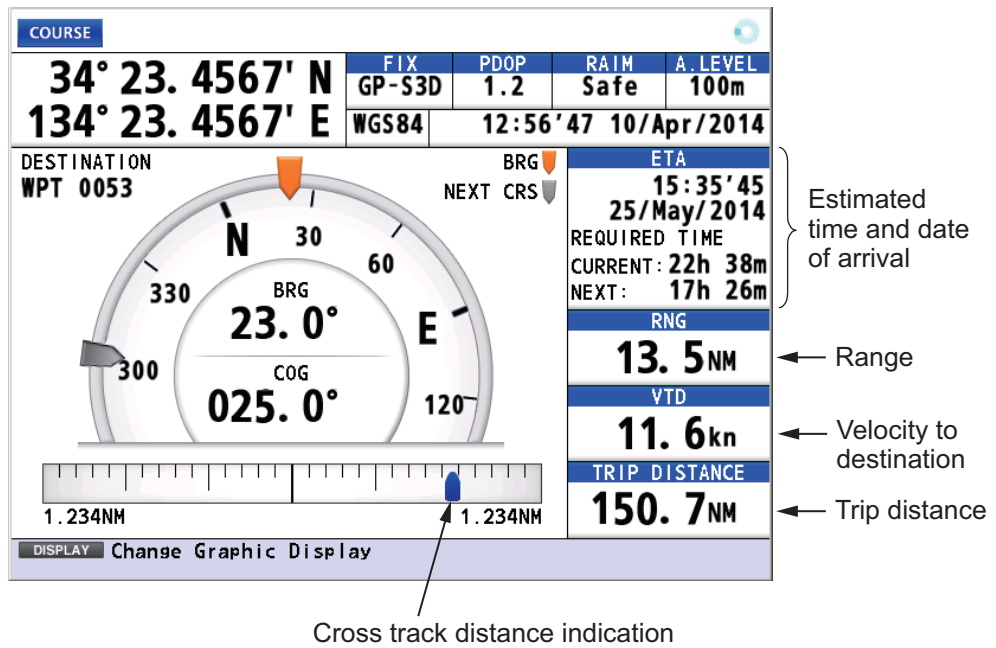 COURSE
34° 23. 4567' N
134° 23. 4567' E
FIX PDOP RAIM A.LEVEL
GP-S3D 1.2 Safe 100m
WGS84 12:56'47 10/Apr/2014
DESTINATION
WPT 0053
BRG
NEXT CRS
N 30 60 E 120 330 300
BRG
23. 0°
COG
025. 0°
1.234NM 1.234NM
ETA
15:35'45
25/May/2014
REQUIRED TIME
CURRENT: 22h 38m
NEXT: 17h 26m
RNG
13. 5NM
VTD
11. 6kn
TRIP DISTANCE
150. 7NM
DISPLAY Change Graphic Display
Estimated
time and date
of arrival
Range
Velocity to
destination
Trip distance
Cross track distance indication